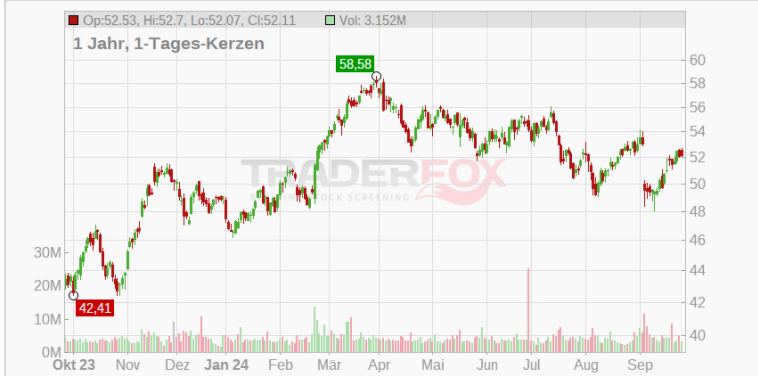 Op:52.53, Hi:52.7, Lo:52.07, Cl:52.11 Vol: 3.152M
1 Jahr, 1-Tages-Kerzen
58,58
60
58
56
54
52
50
48
46
44
42
40
TRADERFOX
STOCK SCREENING
42,41
30M
20M
10M
0M
Okt 23 Nov Dez Jan 24 Feb Mär Apr Mai Jun Jul Aug Sep